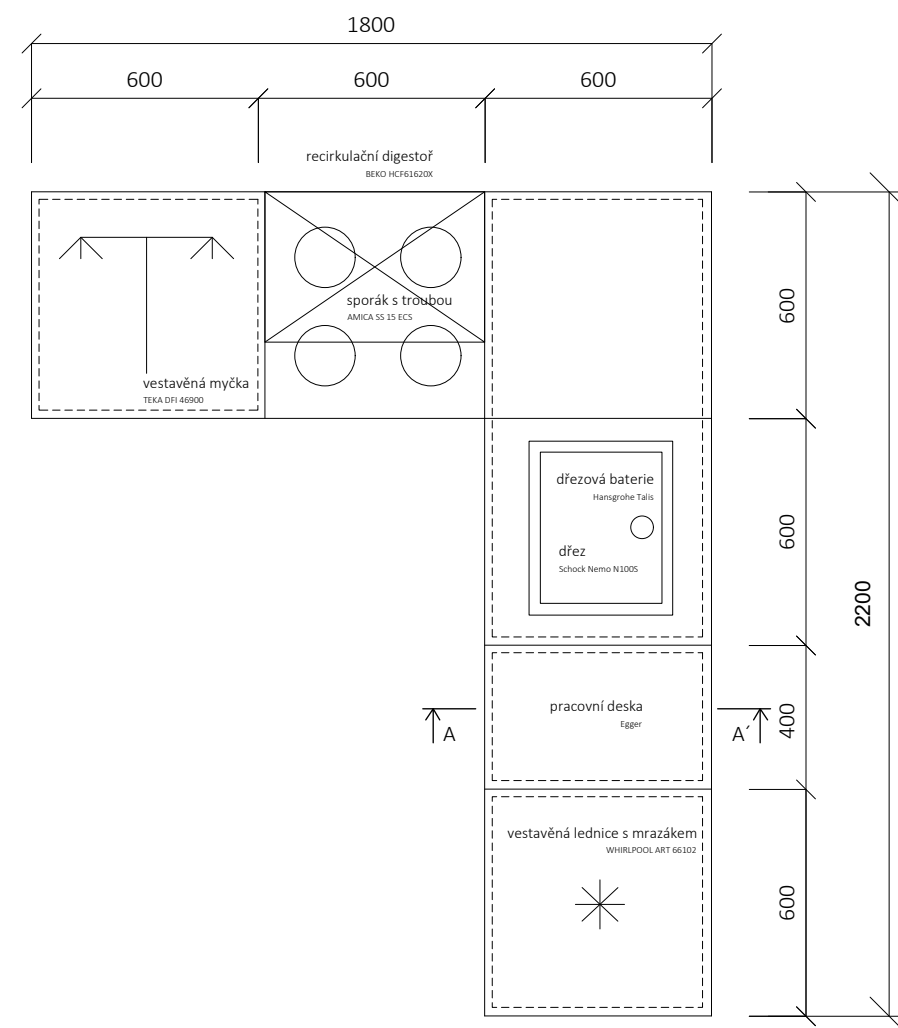 1800
600
600
600
recirkulační digestoř
BEKO HCF61620X
sporák s troubou
AMICA SS 15 ECS
600
vestavěná myčka
TEKA DFI 46900
dřezová baterie
Hansgrohe Talis
dřez
Schock Nemo N100S
600
2200
pracovní deska
Egger
A
A´
400
vestavěná lednice s mrazákem
WHIRLPOOL ART 66102
600